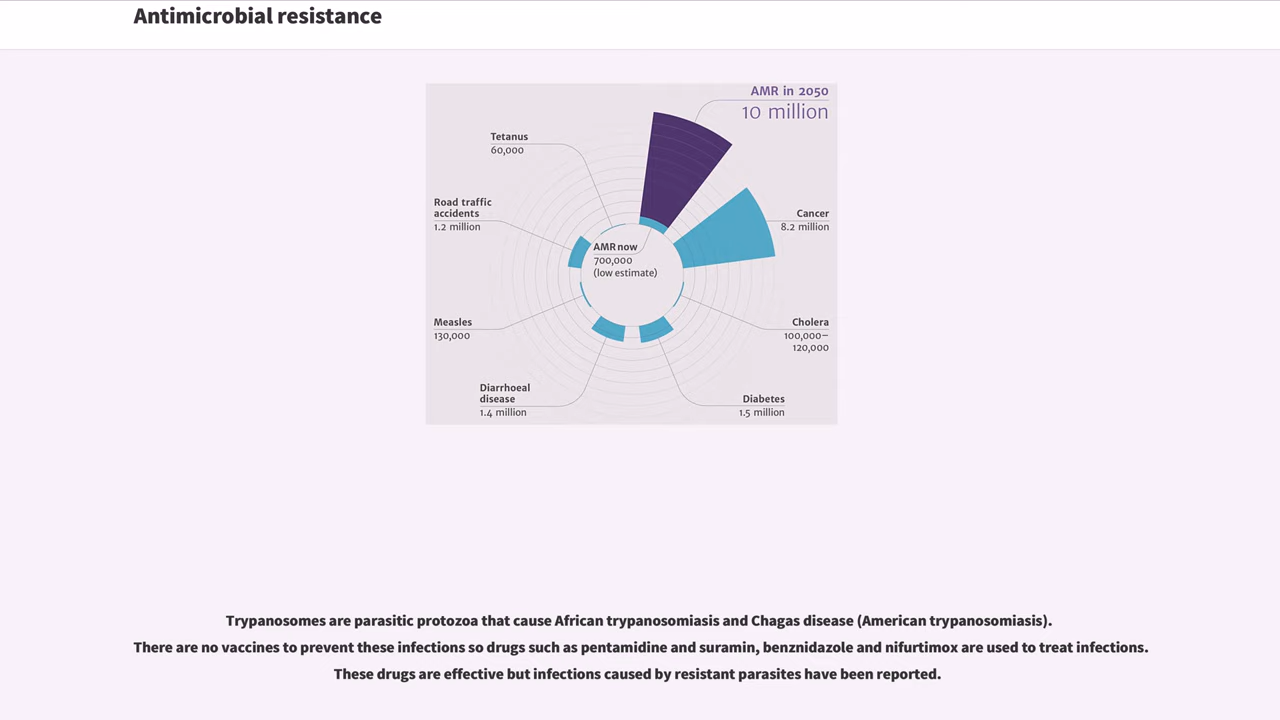 Antimicrobial resistance
AMR in 2050
10 million
Tetanus
60,000
Road traffic
accidents
1.2 million
Cancer
8.2 million
AMR now
700,000
(low estimate)
Measles
130,000
Cholera
100,000–
120,000
Diarrhoeal
disease
1.4 million
Diabetes
1.5 million
Trypanosomes are parasitic protozoa that cause African trypanosomiasis and Chagas disease (American trypanosomiasis).
There are no vaccines to prevent these infections so drugs such as pentamidine and suramin, benznidazole and nifurtimox are used to treat infections.
These drugs are effective but infections caused by resistant parasites have been reported.